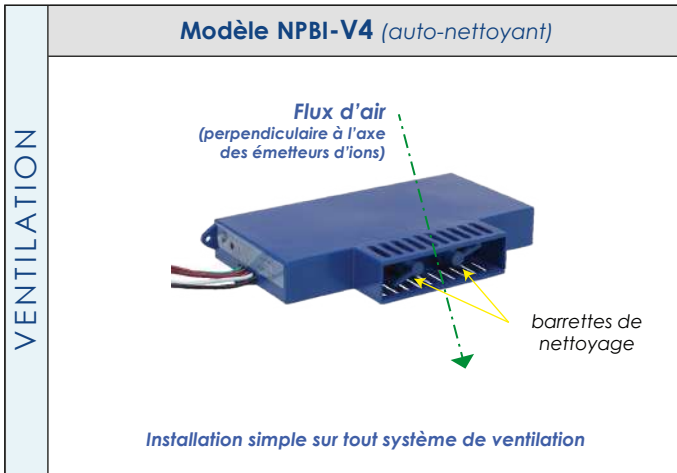 Modèle NPBI-V4 (auto-nettoyant)
VENTILATION
Flux d'air
(perpendiculaire à l'axe
des émetteurs d'ions)
barrettes de
nettoyage
Installation simple sur tout système de ventilation